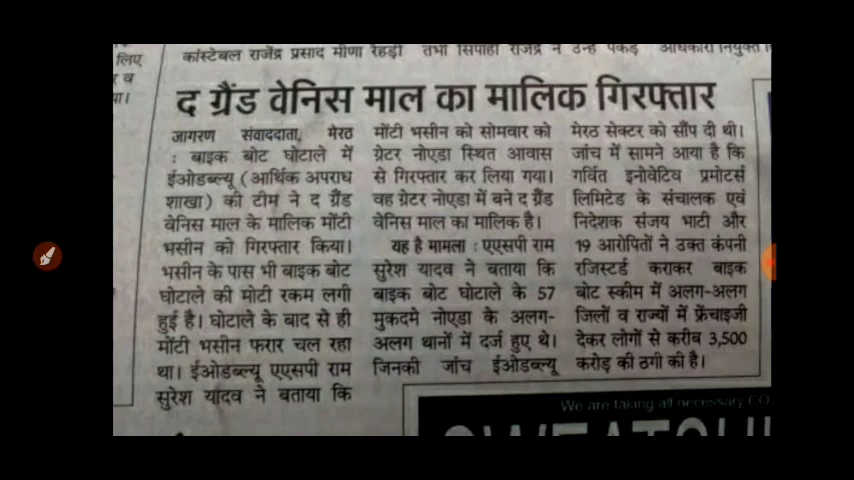 लिए
र व
या।
कांस्टेबल राजेंद्र प्रसाद मीणा रेहड़ी
तभी सिपाही राजेंद्र ने उन्हें पकड़
द ग्रैंड वेनिस माल का मालिक गिरफ्तार
जागरण संवाददाता, मेरठ
: बाइक बोट घोटाले में
ईओडब्ल्यू (आर्थिक अपराध
शाखा) की टीम ने द ग्रैंड
वेनिस माल के मालिक मोंटी
भसीन को गिरफ्तार किया।
भसीन के पास भी बाइक बोट
घोटाले की मोटी रकम लगी
हुई है। घोटाले के बाद से ही
मोंटी भसीन फरार चल रहा
था। ईओडब्ल्यू एएसपी राम
सुरेश यादव ने बताया कि
मोंटी भसीन को सोमवार को
ग्रेटर नोएडा स्थित आवास
से गिरफ्तार कर लिया गया।
वह ग्रेटर नोएडा में बने द ग्रैंड
वेनिस माल का मालिक है।
यह है मामला : एएसपी राम
सुरेश यादव ने बताया कि
बाइक बोट घोटाले के 57
मुकदमे नोएडा के अलग-
अलग थानों में दर्ज हुए थे।
जिनकी जांच ईओडब्ल्यू
मेरठ सेक्टर को सौंप दी थी।
जांच में सामने आया है कि
गर्वित इनोवेटिव प्रमोटर्स
लिमिटेड के संचालक एवं
निदेशक संजय भाटी और
19 आरोपितों ने उक्त कंपनी
रजिस्टर्ड कराकर बाइक
बोट स्कीम में अलग-अलग
जिलों व राज्यों में फ्रेंचाइजी
देकर लोगों से करीब 3,500
करोड़ की ठगी की है।
We are taking all necessary CO